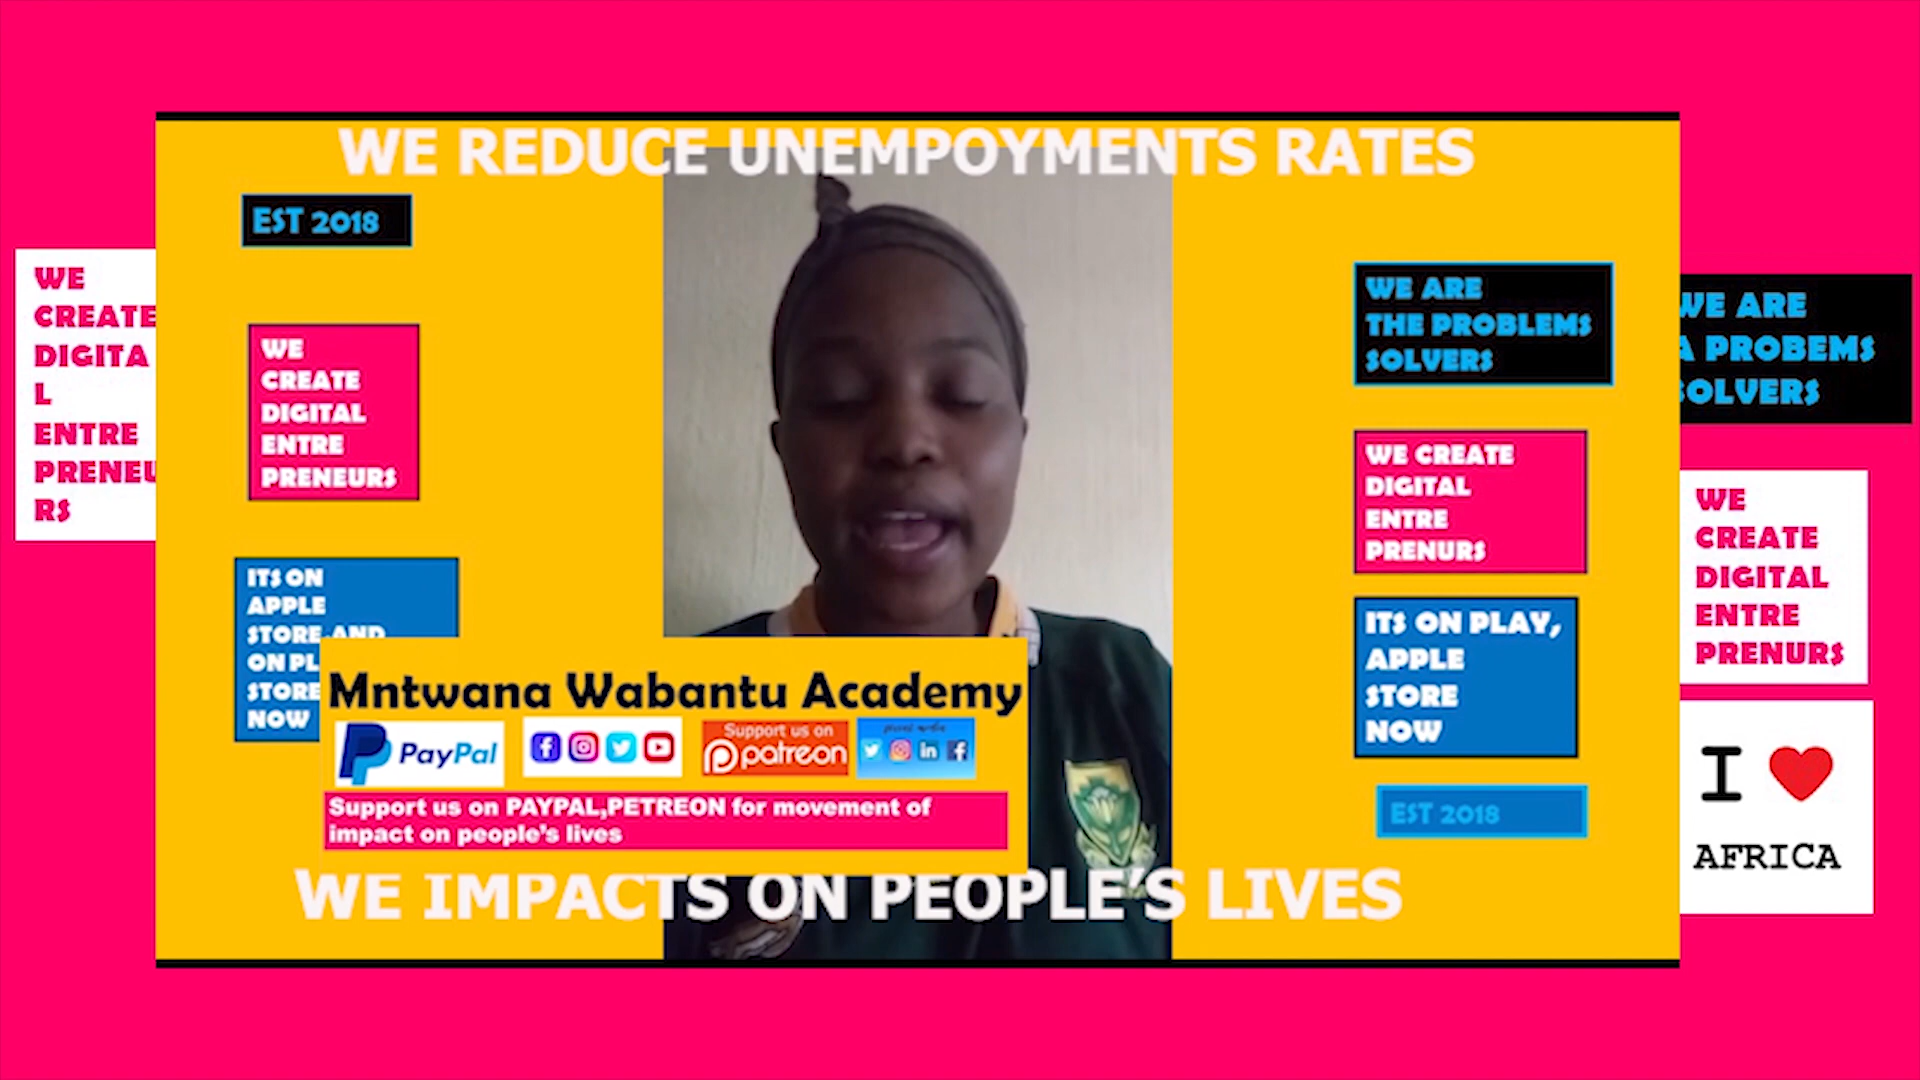 WE REDUCE UNEMPOYMENTS RATES
EST 2018
WE
CREATE
DIGITA
L
ENTRE
PRENEU
RS
WE
CREATE
DIGITAL
ENTRE
PRENEURS
ITS ON
APPLE
STORE AND
ON PL
STORE
NOW
WE ARE
THE PROBLEMS
SOLVERS
WE CREATE
DIGITAL
ENTRE
PRENURS
ITS ON PLAY,
APPLE
STORE
NOW
EST 2018
WE ARE
A PROBEMS
SOLVERS
WE
CREATE
DIGITAL
ENTRE
PRENURS
I
AFRICA
Mntwana Wabantu Academy
PayPal
Support us on
patreon
Support us on PAYPAL,PETREON for movement of
impact on people's lives
WE IMPACTS ON PEOPLE'S LIVES